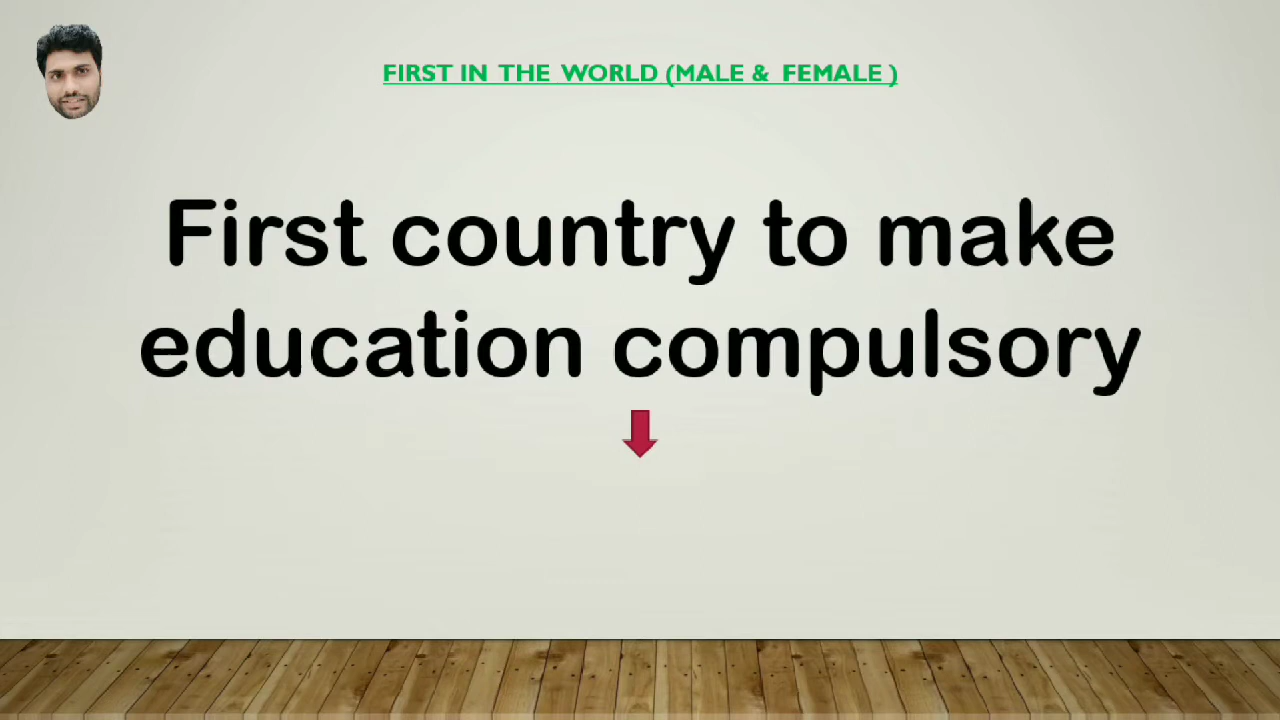 FIRST IN THE WORLD (MALE & FEMALE )
First country to make
education compulsory